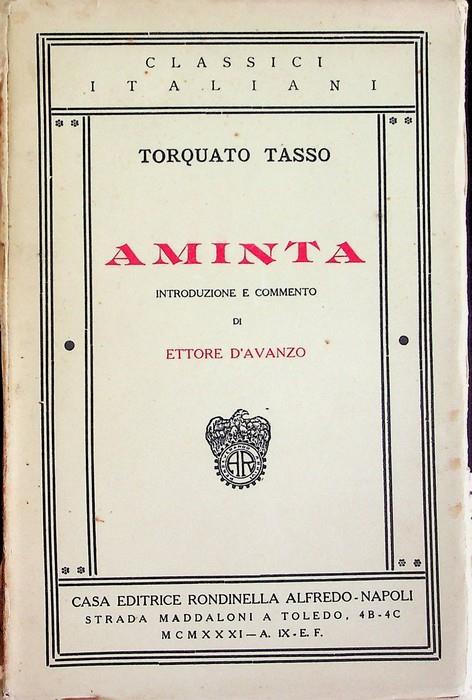 CLASSICI
ITALIANI
TORQUATO TASSO
AMINTA
INTRODUZIONE E COMMENTO
DI
ETTORE D'AVANZO
AR
CASA EDITRICE RONDINELLA ALFREDO-NAPOLI
STRADA MADDALONI A TOLEDO, 4B-4C
MCMXXXI—A. IX-E. F.